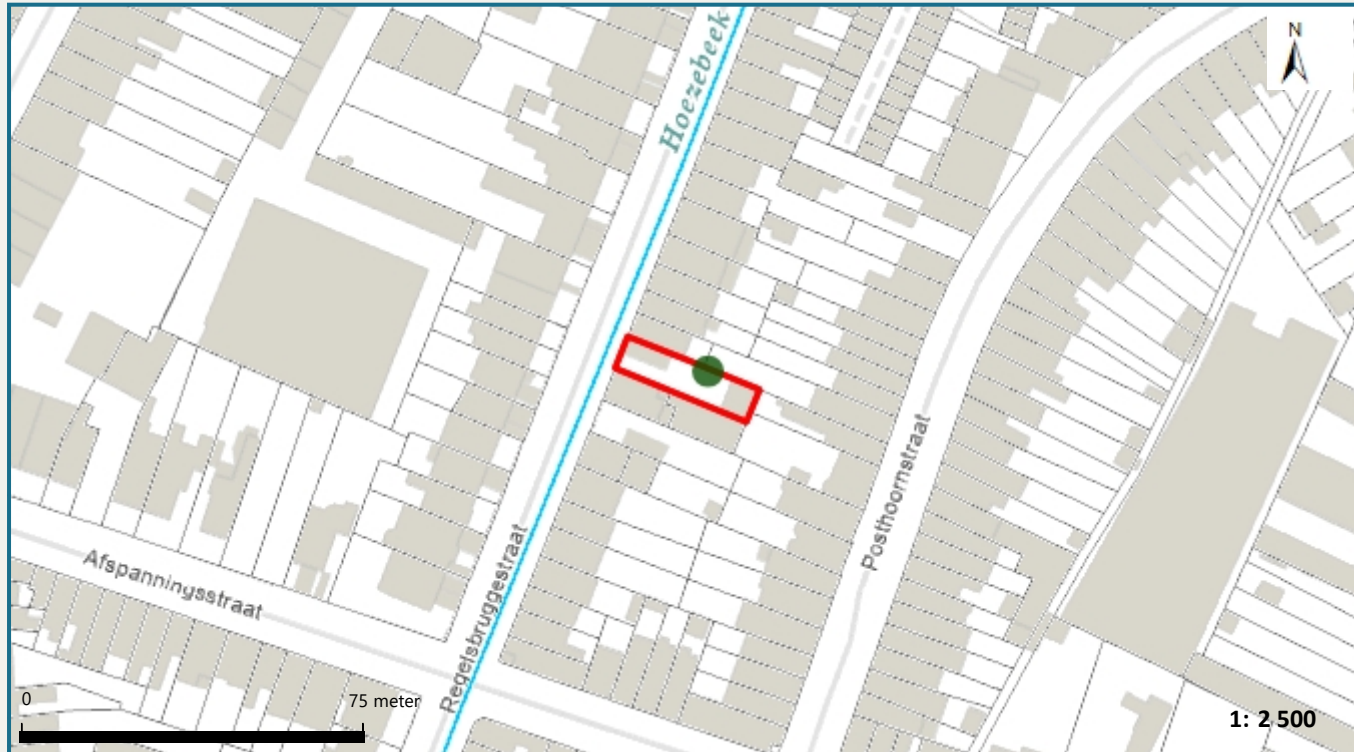 N
Hoezebeek
Posthoornstraat
Regelsbruggestraat
Afspanningsstraat
0
75 meter
1: 2 500